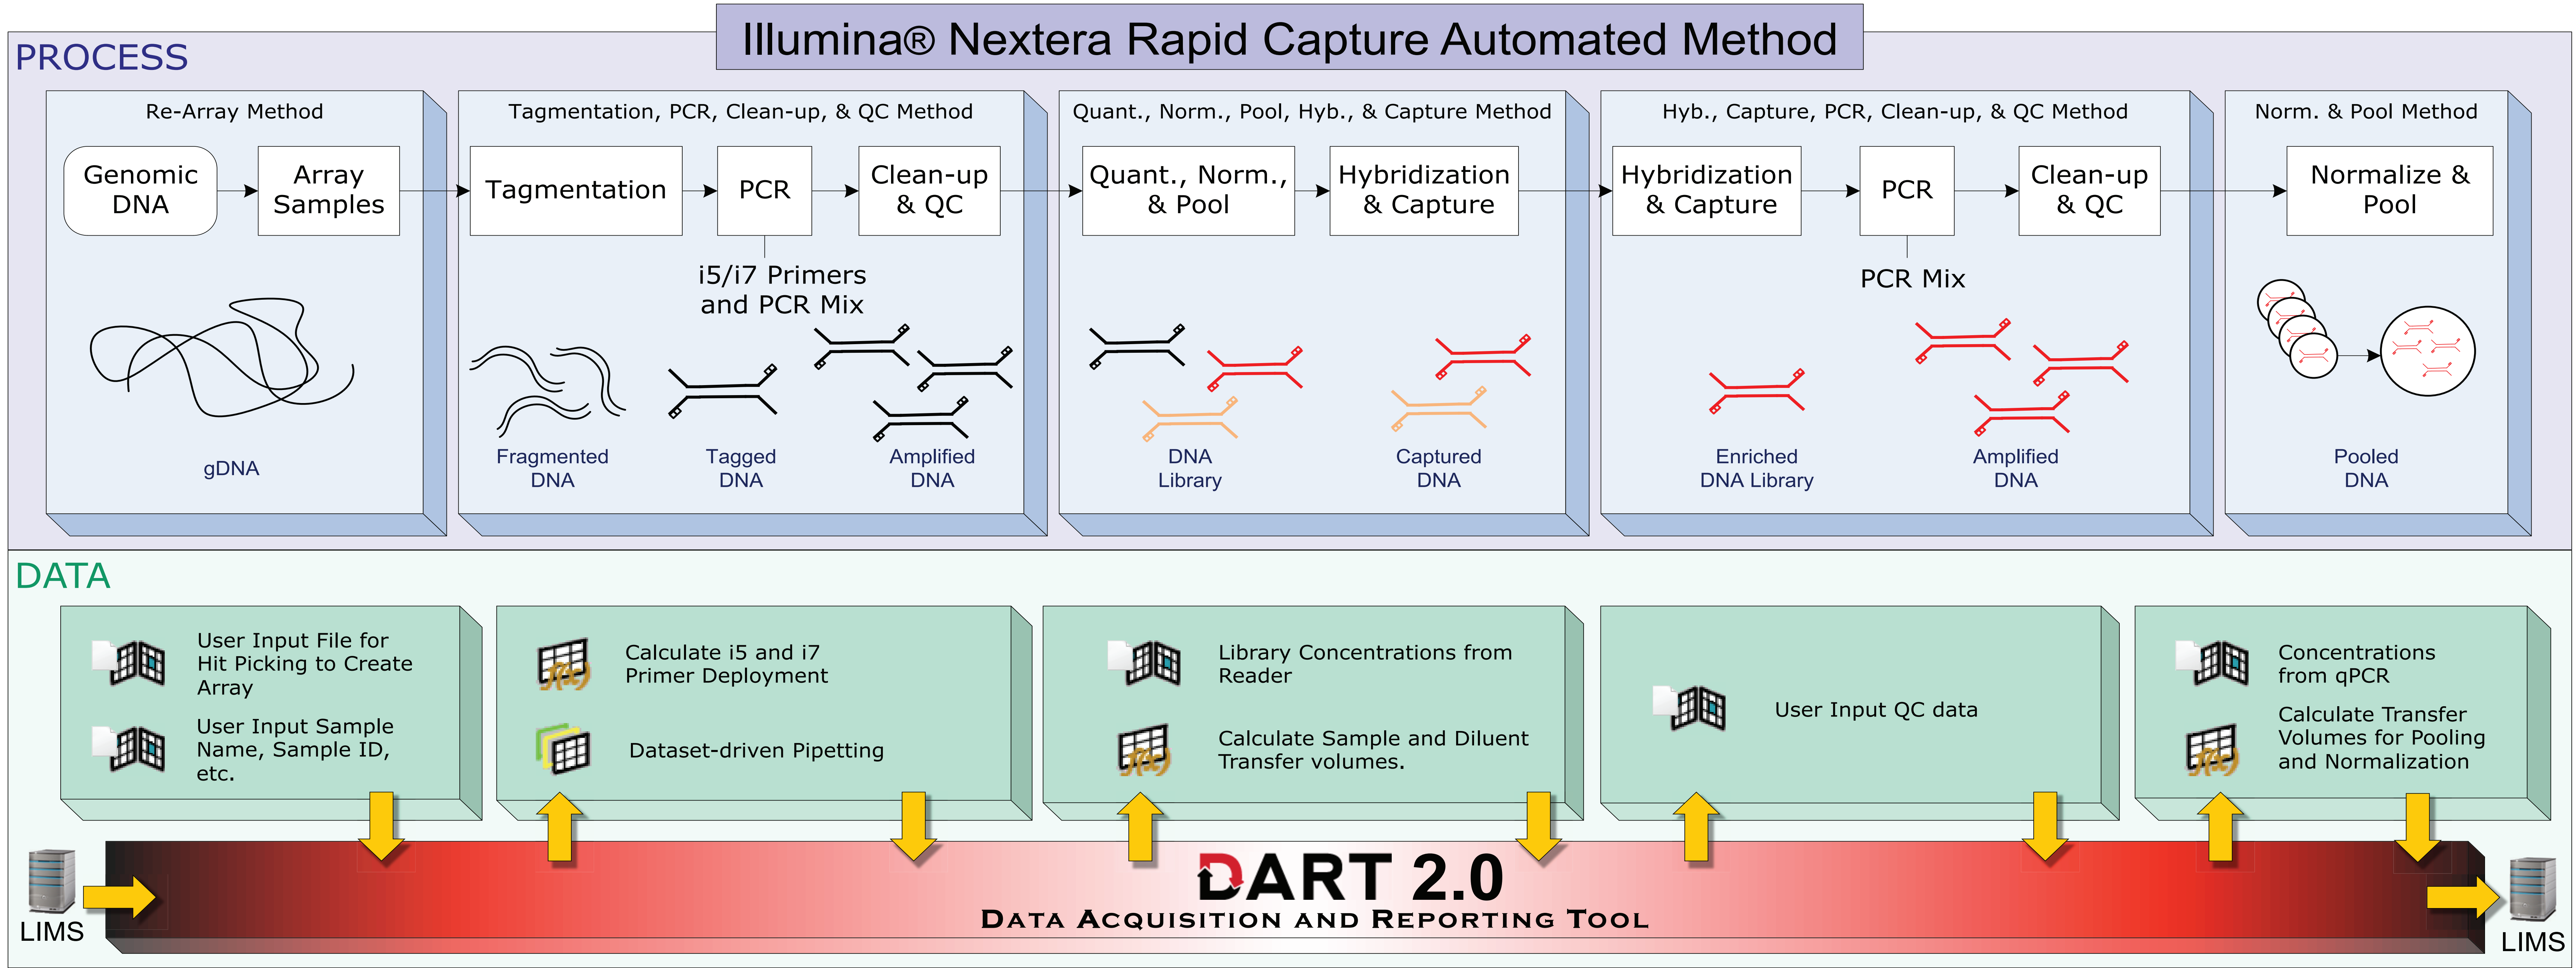 Illumina® Nextera Rapid Capture Automated Method
PROCESS
Re-Array Method
Genomic
DNA
Array
Samples
gDNA
Tagmentation, PCR, Clean-up, & QC Method
Tagmentation
PCR
Clean-up
& QC
i5/i7 Primers
and PCR Mix
Fragmented
DNA
Tagged
DNA
Amplified
DNA
Quant., Norm., Pool, Hyb., & Capture Method
Quant., Norm.,
& Pool
Hybridization
& Capture
DNA
Library
Captured
DNA
Hyb., Capture, PCR, Clean-up, & QC Method
Hybridization
& Capture
PCR
Clean-up
& QC
PCR Mix
Enriched
DNA Library
Amplified
DNA
Norm. & Pool Method
Normalize &
Pool
Pooled
DNA
DATA
User Input File for
Hit Picking to Create
Array
User Input Sample
Name, Sample ID,
etc.
f(x)
Calculate i5 and i7
Primer Deployment
Dataset-driven Pipetting
Library Concentrations from
Reader
f(x)
Calculate Sample and Diluent
Transfer volumes.
User Input QC data
Concentrations
from qPCR
f(x)
Calculate Transfer
Volumes for Pooling
and Normalization
LIMS
DART 2.0
Data Acquisition and Reporting Tool
LIMS